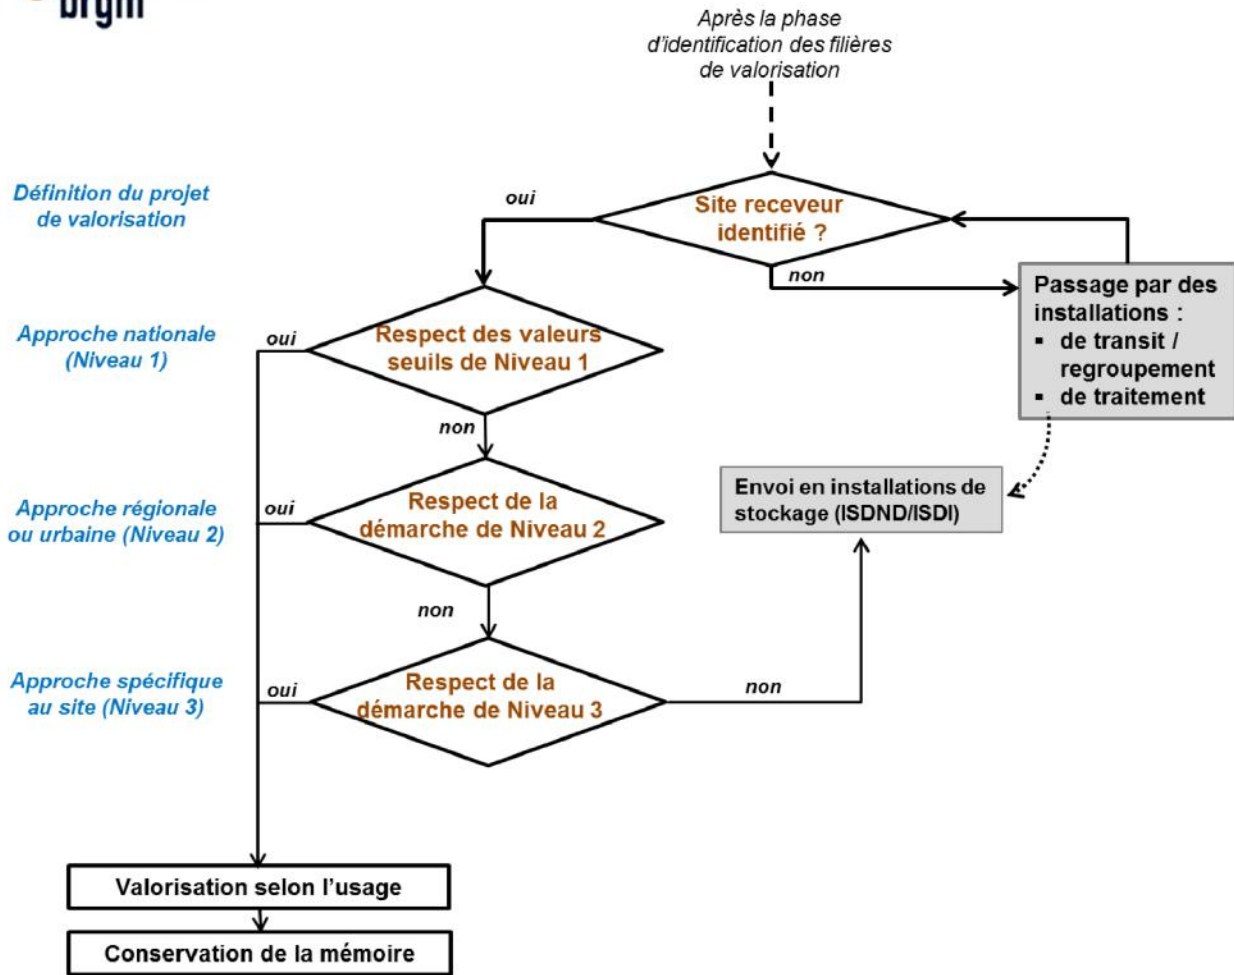 brgm
Après la phase
d'identification des filières
de valorisation
Définition du projet
de valorisation
oui
Site receveur
identifié ?
non
Passage par des
installations :
▪ de transit /
regroupement
▪ de traitement
Approche nationale
(Niveau 1)
oui
Respect des valeurs
seuils de Niveau 1
non
Envoi en installations de
stockage (ISDND/ISDI)
Approche régionale
ou urbaine (Niveau 2)
oui
Respect de la
démarche de Niveau 2
non
Approche spécifique
au site (Niveau 3)
oui
Respect de la
démarche de Niveau 3
non
Valorisation selon l'usage
Conservation de la mémoire